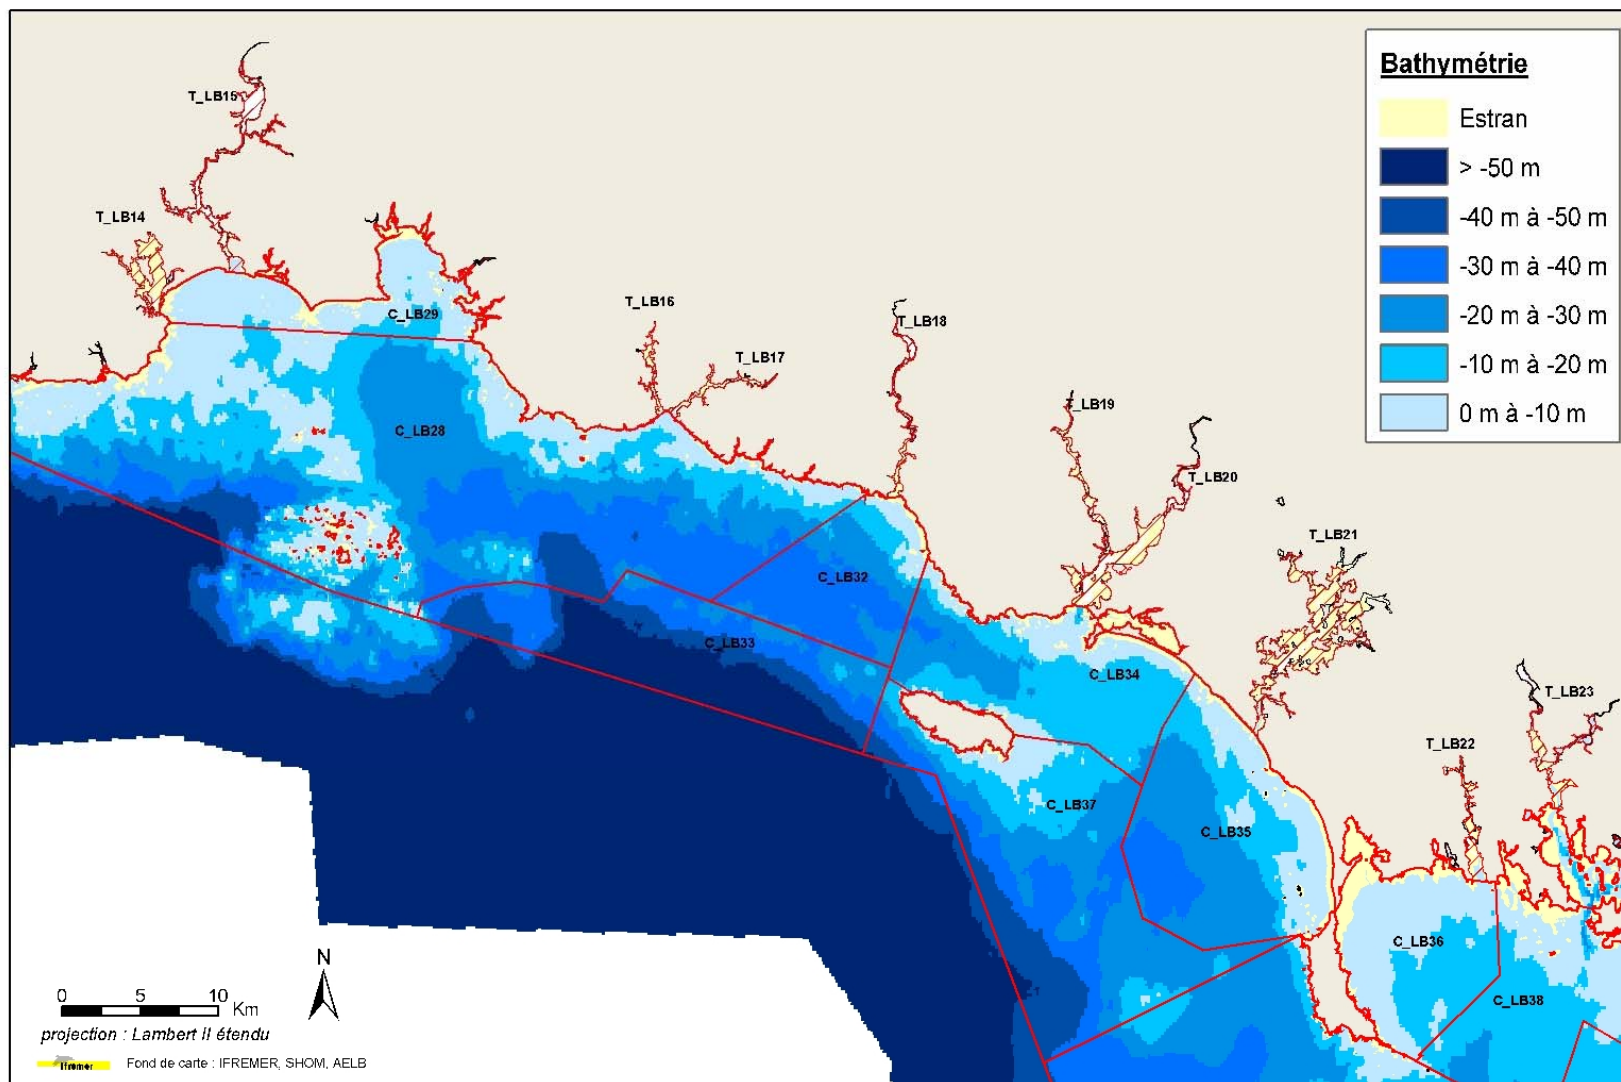 Bathymétrie
Estran
> -50 m
-40 m à -50 m
-30 m à -40 m
-20 m à -30 m
-10 m à -20 m
0 m à -10 m
T_LB15
T_LB14
C_LB29
T_LB16
T_LB18
T_LB17
T_LB19
C_LB28
T_LB20
T_LB21
C_LB32
C_LB33
C_LB34
T_LB23
T_LB22
C_LB37
C_LB35
C_LB36
C_LB38
N
0 5 10
Km
projection : Lambert II étendu
Ifremer
Fond de carte : IFREMER, SHOM, AELB